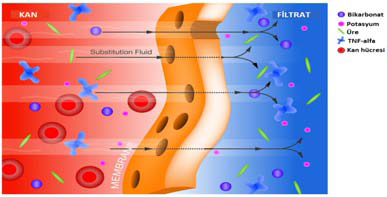 KAN
FİLTRAT
Substitution Fluid
MEMBRAN
Bikarbonat
Potasyum
Üre
TNF-alfa
Kan hücresi